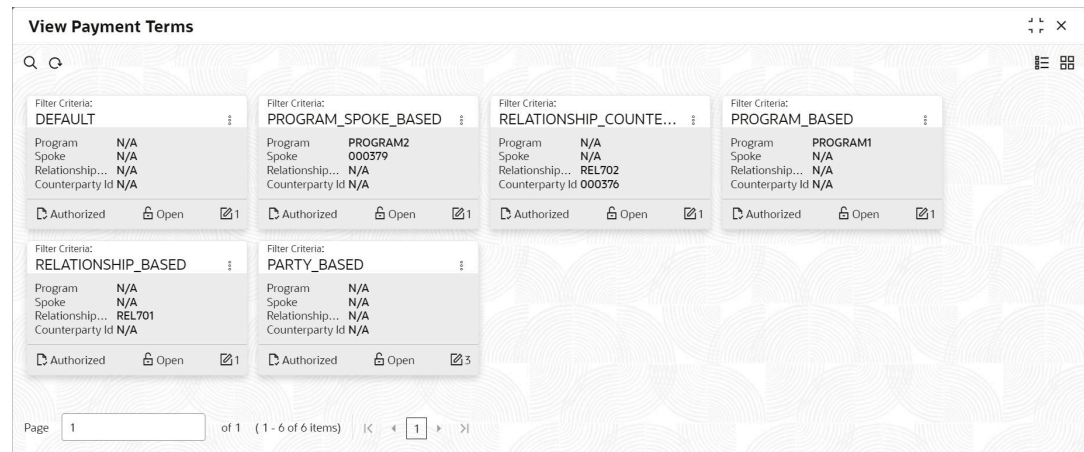 View Payment Terms
Filter Criteria:
DEFAULT
Program N/A
Spoke N/A
Relationship... N/A
Counterparty Id N/A
Authorized Open 1
Filter Criteria:
PROGRAM_SPOKE_BASED
Program PROGRAM2
Spoke 000379
Relationship... N/A
Counterparty Id N/A
Authorized Open 1
Filter Criteria:
RELATIONSHIP_COUNTE...
Program N/A
Spoke N/A
Relationship... REL702
Counterparty Id 000376
Authorized Open 1
Filter Criteria:
PROGRAM_BASED
Program PROGRAM1
Spoke N/A
Relationship... N/A
Counterparty Id N/A
Authorized Open 1
Filter Criteria:
RELATIONSHIP_BASED
Program N/A
Spoke N/A
Relationship... REL701
Counterparty Id N/A
Authorized Open 1
Filter Criteria:
PARTY_BASED
Program N/A
Spoke N/A
Relationship... N/A
Counterparty Id N/A
Authorized Open 3
Page 1 of 1 (1 - 6 of 6 items) 1